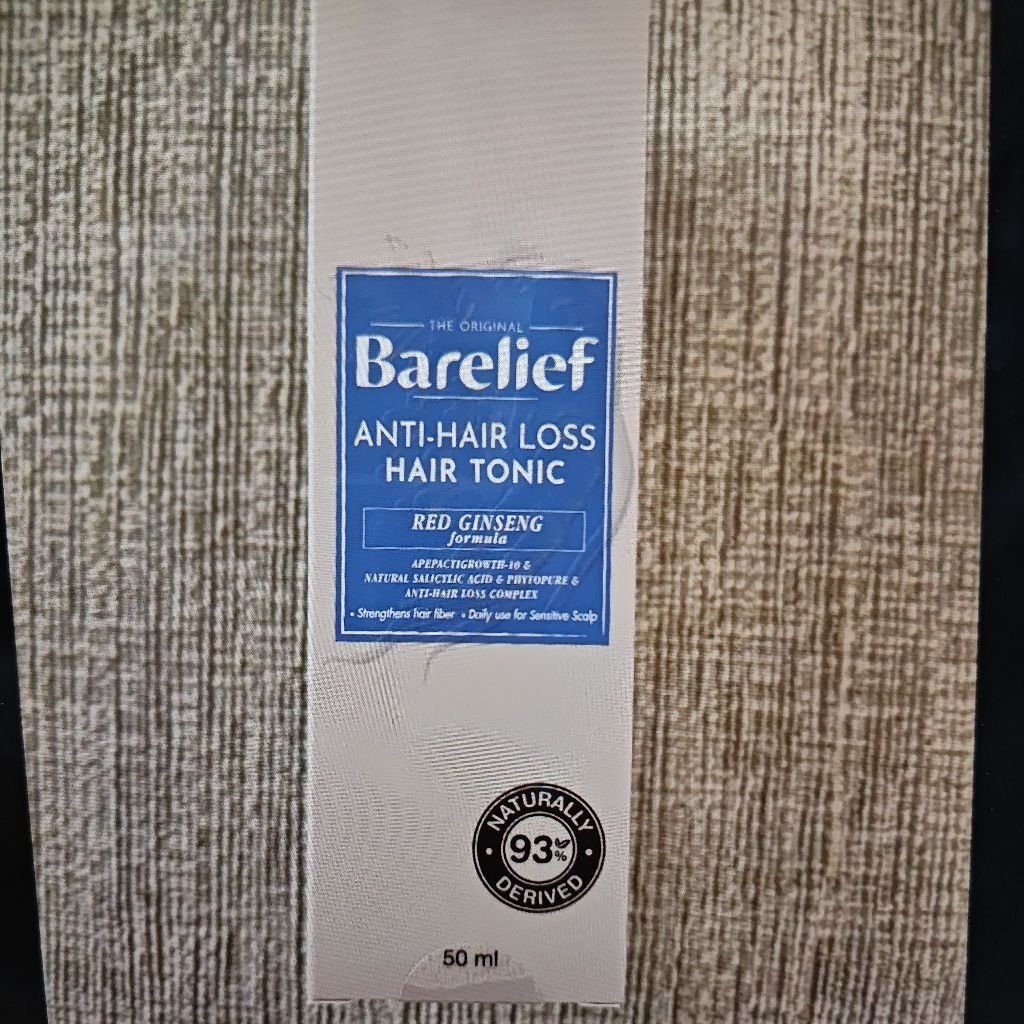 THE ORIGINAL
Barelief
ANTI-HAIR LOSS
HAIR TONIC
RED GINSENG
formula
APEPACTIGROWTH-10 &
NATURAL SALICYLIC ACID & PHYTOPURE &
ANTI-HAIR LOSS COMPLEX
• Strengthens hair fiber • Daily use for Sensitive Scalp
NATURALLY
93%
DERIVED
50 ml